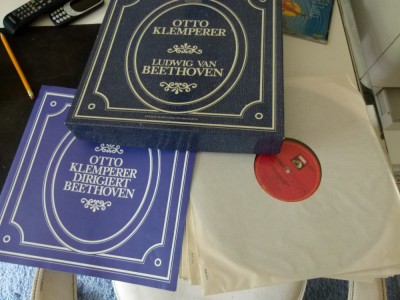 OTTO
KLEMPERER
LUDWIG VAN
BEETHOVEN
OTTO
KLEMPERER
DIRIGIERT
BEETHOVEN